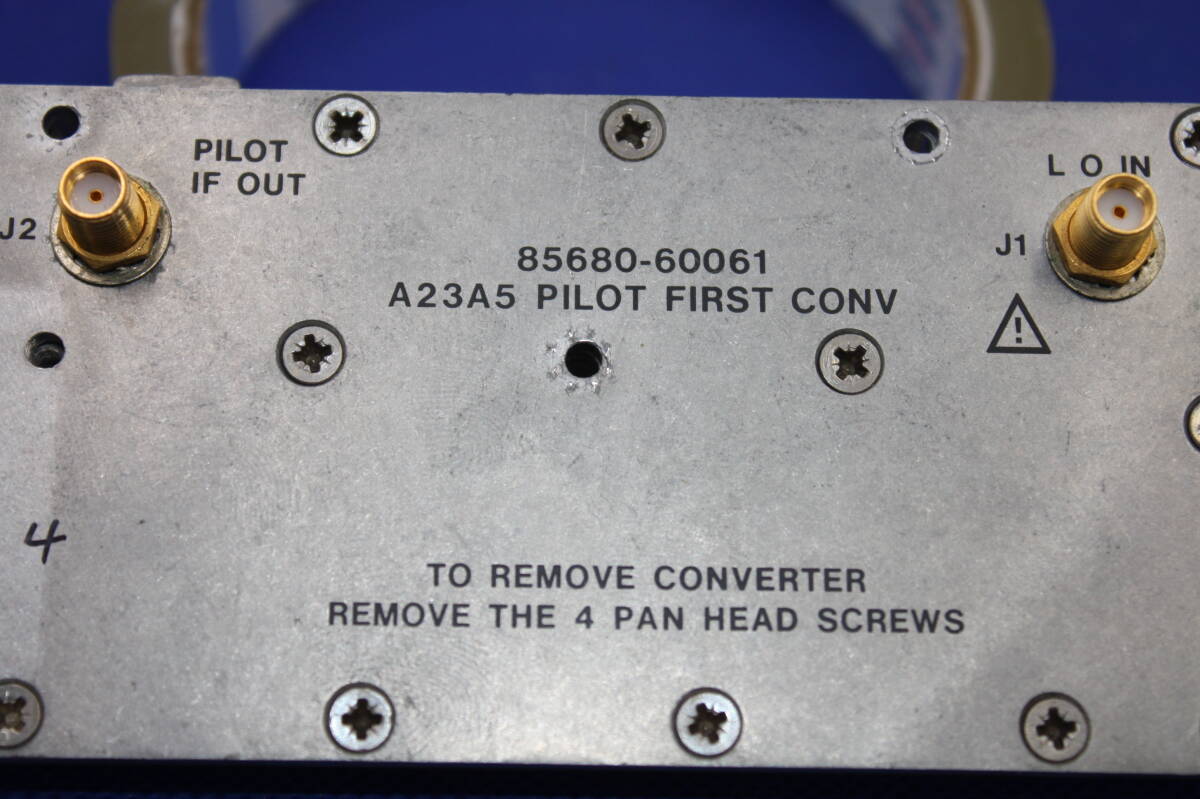 PILOT
IF OUT
J2
L O IN
J1
85680-60061
A23A5 PILOT FIRST CONV
!
4
TO REMOVE CONVERTER
REMOVE THE 4 PAN HEAD SCREWS